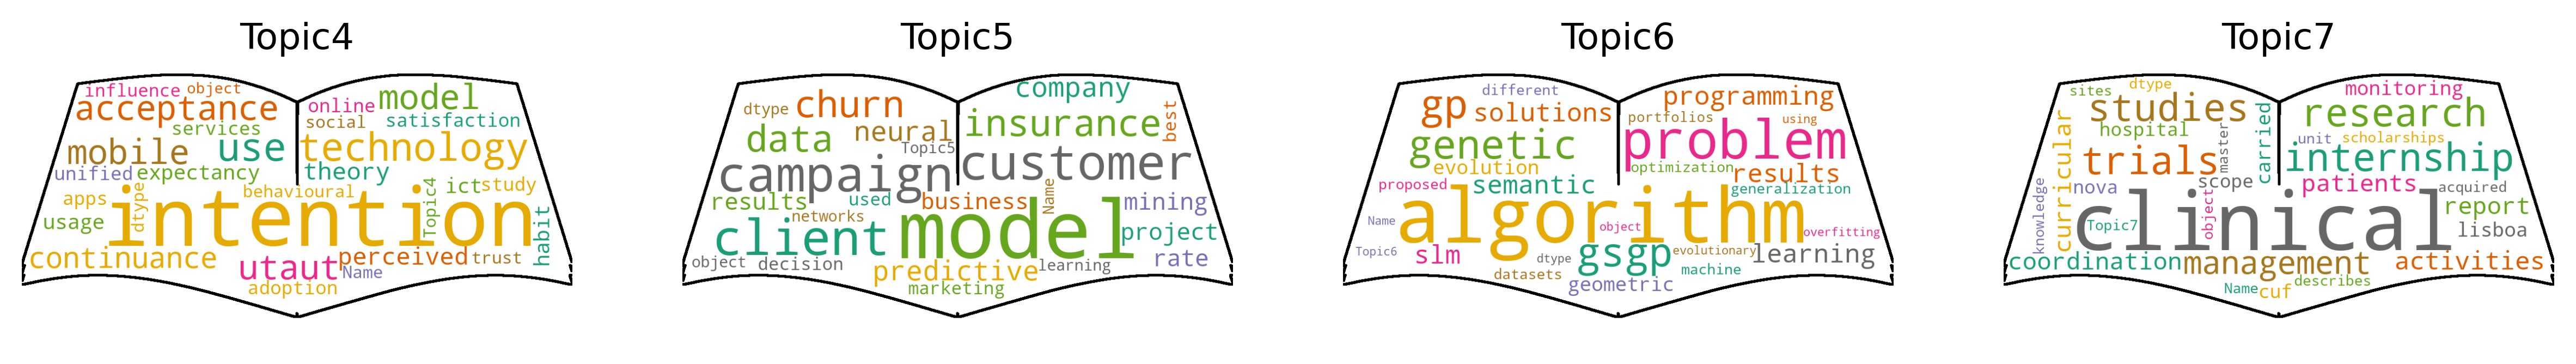 Topic4
influence object
acceptance
services
mobile use
unified expectancy
online model
social satisfaction
technology
theory
behavioural ict study
apps dtype Topic4
intention
usage habit
continuance perceived trust
utaut Name
adoption
Topic5
dtype churn
data neural
Topic5
campaign
company
insurance best
customer
results used business Name mining
networks
client model project
object decision predictive learning rate
marketing
Topic6
different
gp solutions
genetic
evolution
proposed semantic
programming
portfolios using
problem
optimization results
generalization
algorithm
Name object overfitting
Topic6 slm gsgp evolutionary learning
dtype
datasets machine
geometric
Topic7
sites dtype
studies
hospital carried
curricular trials master
nova scope
monitoring
research
unit scholarships
internship
patients acquired
knowledge clinical report
Topic7 object lisboa
coordination management activities
Name cuf describes